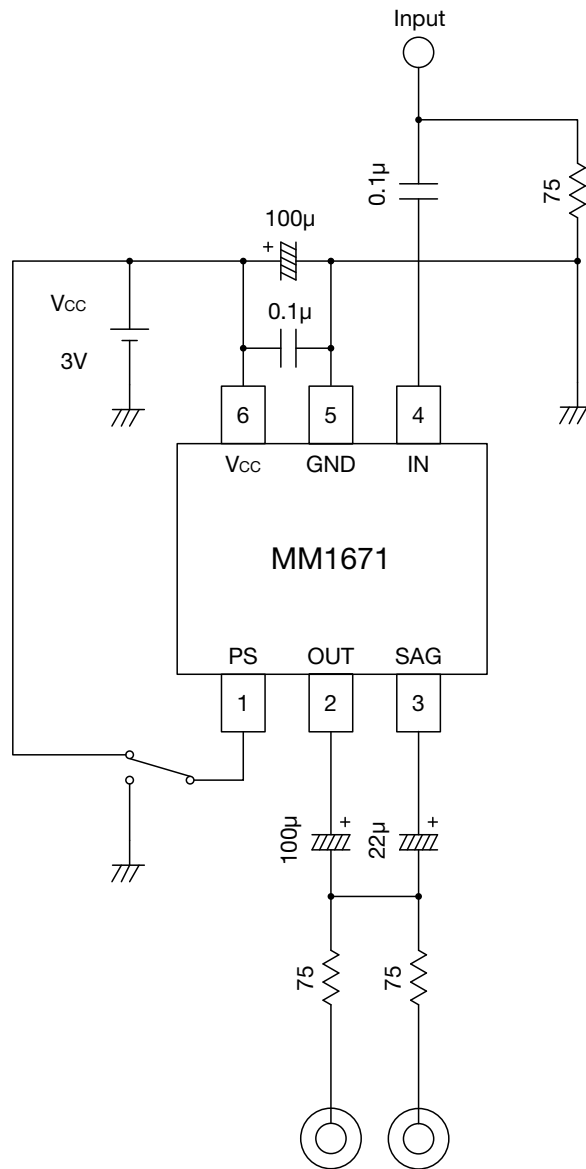 Input
0.1µ
75
100µ
+
VCC
0.1µ
3V
6
5
4
VCC
GND
IN
MM1671
PS
OUT
SAG
1
2
3
100µ
+
22µ
+
75
75